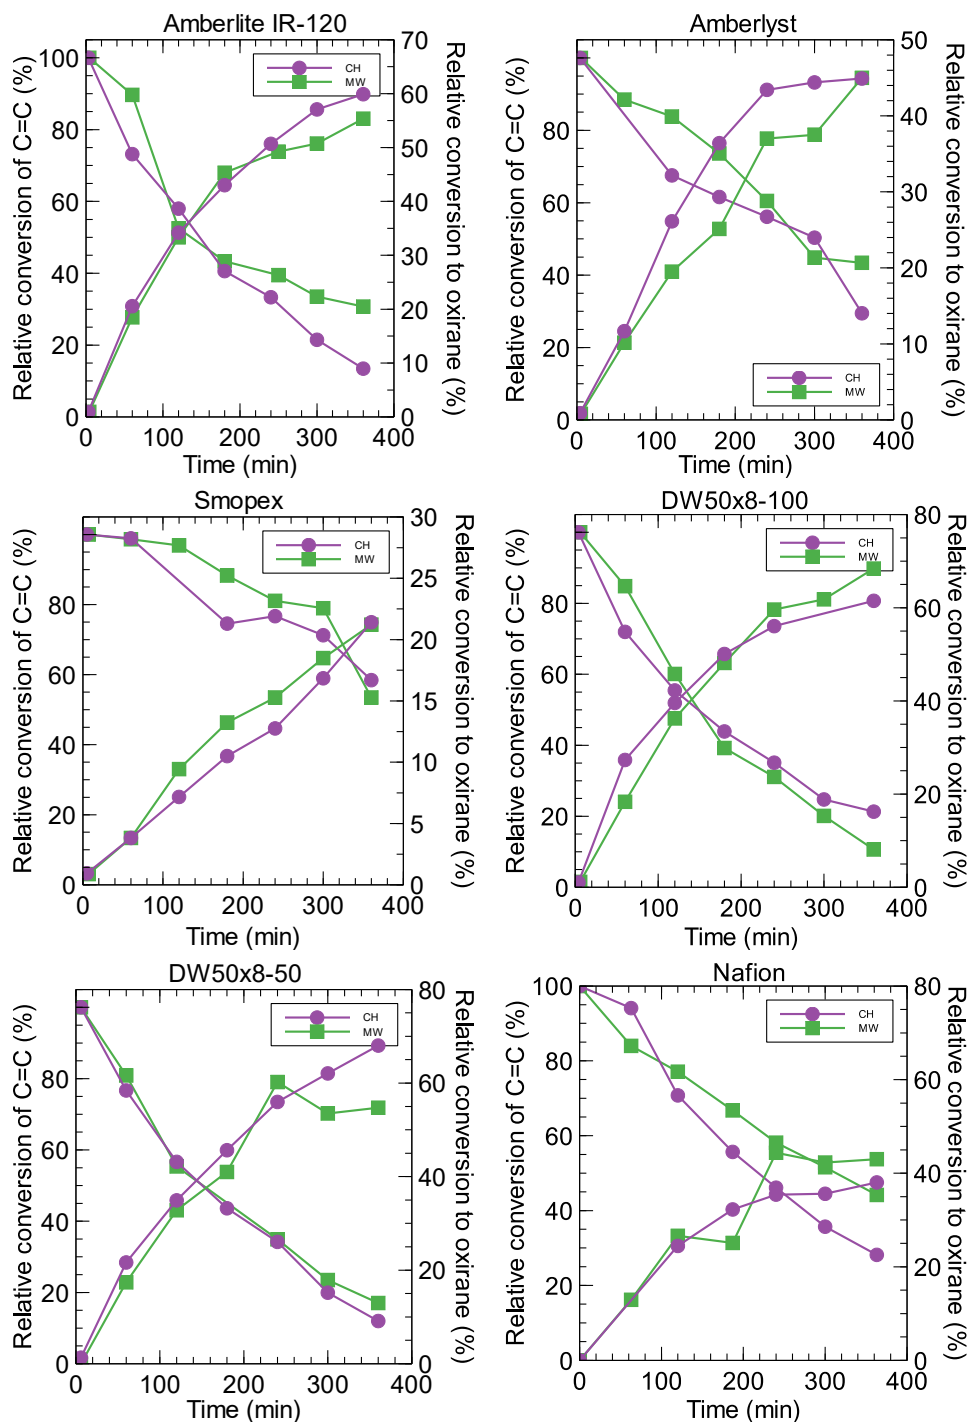 Amberlite IR-120
Relative conversion of C=C (%)
100
80
60
40
20
0
70
60
50
40
30
20
10
0
Relative conversion to oxirane (%)
CH
MW
0 100 200 300 400
Time (min)
Amberlyst
Relative conversion of C=C (%)
100
80
60
40
20
0
50
40
30
20
10
0
Relative conversion to oxirane (%)
CH
MW
0 100 200 300 400
Time (min)
Smopex
Relative conversion of C=C (%)
80
60
40
20
0
30
25
20
15
10
5
0
Relative conversion to oxirane (%)
CH
MW
0 100 200 300 400
Time (min)
DW50x8-100
Relative conversion of C=C (%)
80
60
40
20
0
80
60
40
20
0
Relative conversion to oxirane (%)
CH
MW
0 100 200 300 400
Time (min)
DW50x8-50
Relative conversion of C=C (%)
80
60
40
20
0
80
60
40
20
0
Relative conversion to oxirane (%)
CH
MW
0 100 200 300 400
Time (min)
Nafion
Relative conversion of C=C (%)
100
80
60
40
20
0
80
60
40
20
0
Relative conversion to oxirane (%)
CH
MW
0 100 200 300 400
Time (min)